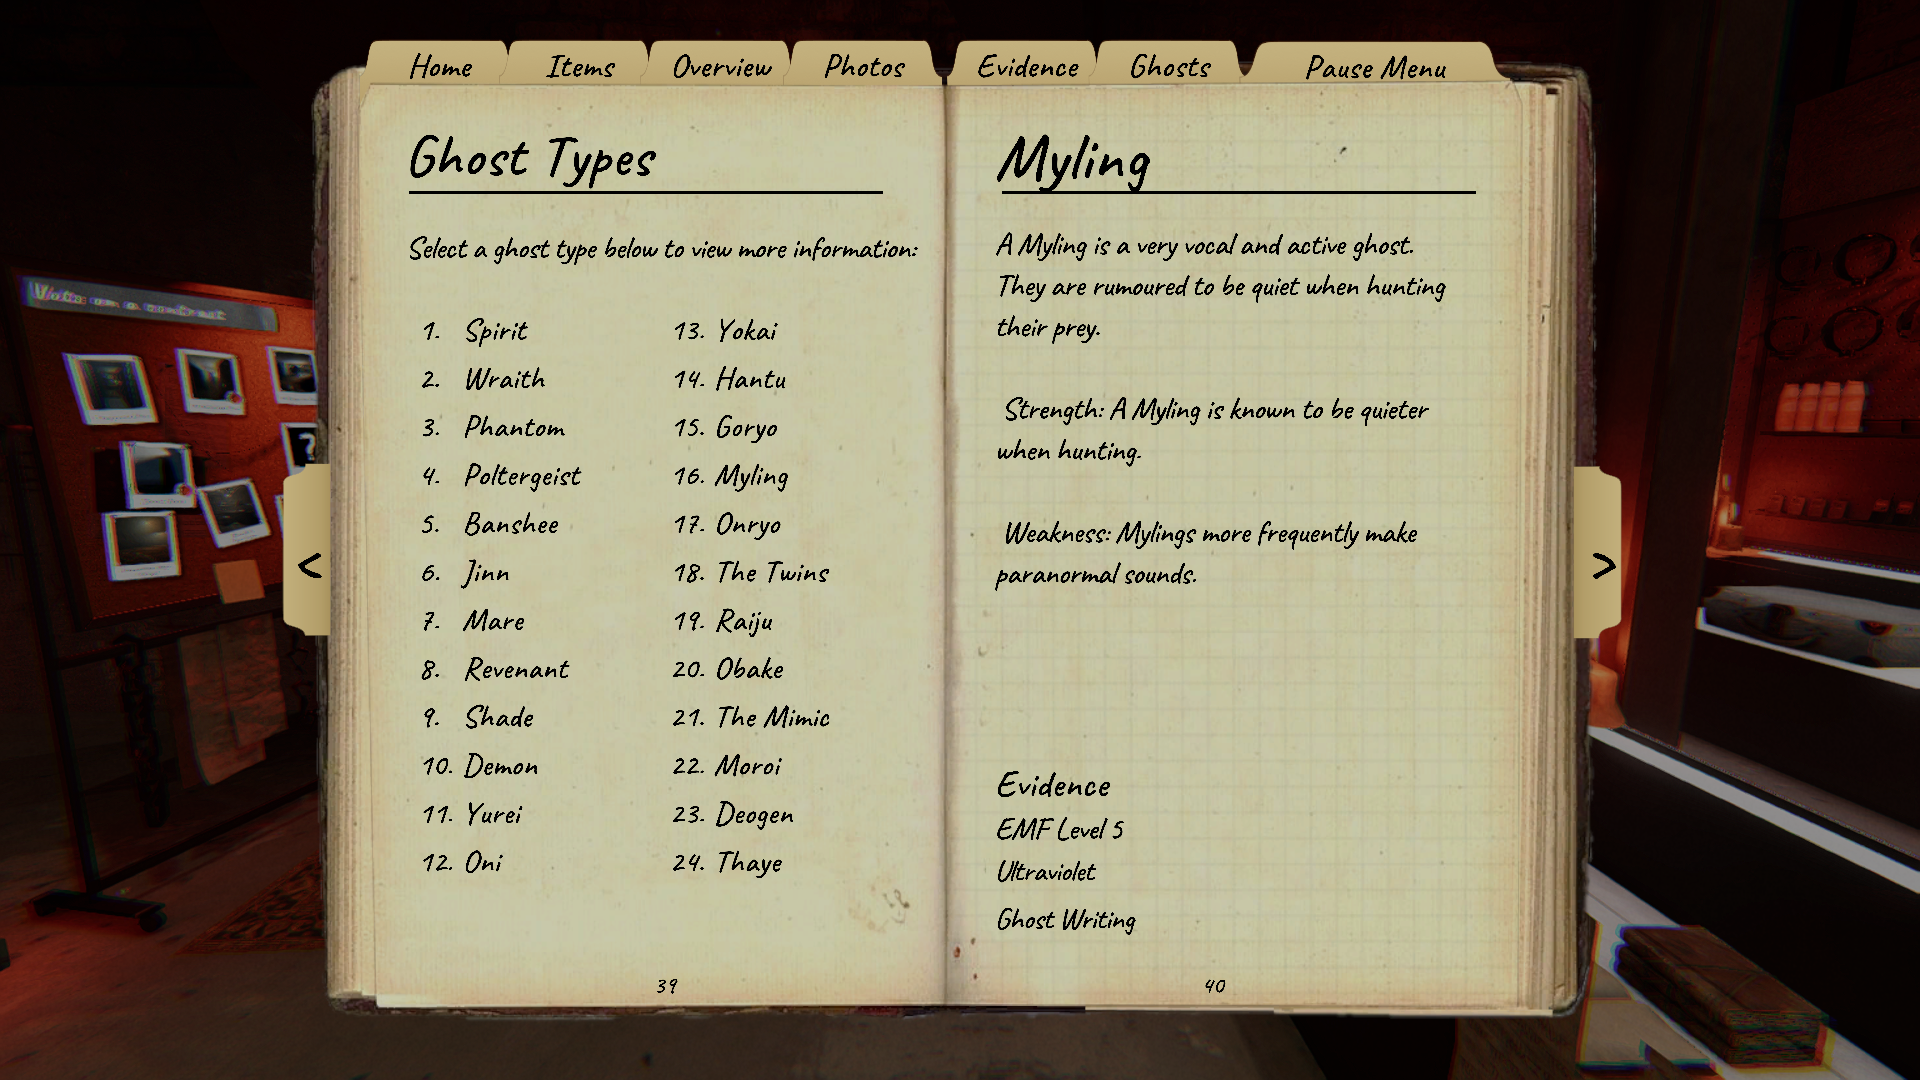 Home Items Overview Photos Evidence Ghosts Pause Menu
Ghost Types
Select a ghost type below to view more information:
1. Spirit
2. Wraith
3. Phantom
4. Poltergeist
5. Banshee
6. Jinn
7. Mare
8. Revenant
9. Shade
10. Demon
11. Yurei
12. Oni
13. Yokai
14. Hantu
15. Goryo
16. Myling
17. Onryo
18. The Twins
19. Raiju
20. Obake
21. The Mimic
22. Moroi
23. Deogen
24. Thaye
39
Myling
A Myling is a very vocal and active ghost.
They are rumoured to be quiet when hunting
their prey.
Strength: A Myling is known to be quieter
when hunting.
Weakness: Mylings more frequently make
paranormal sounds.
Evidence
EMF Level 5
Ultraviolet
Ghost Writing
40
<
>
?